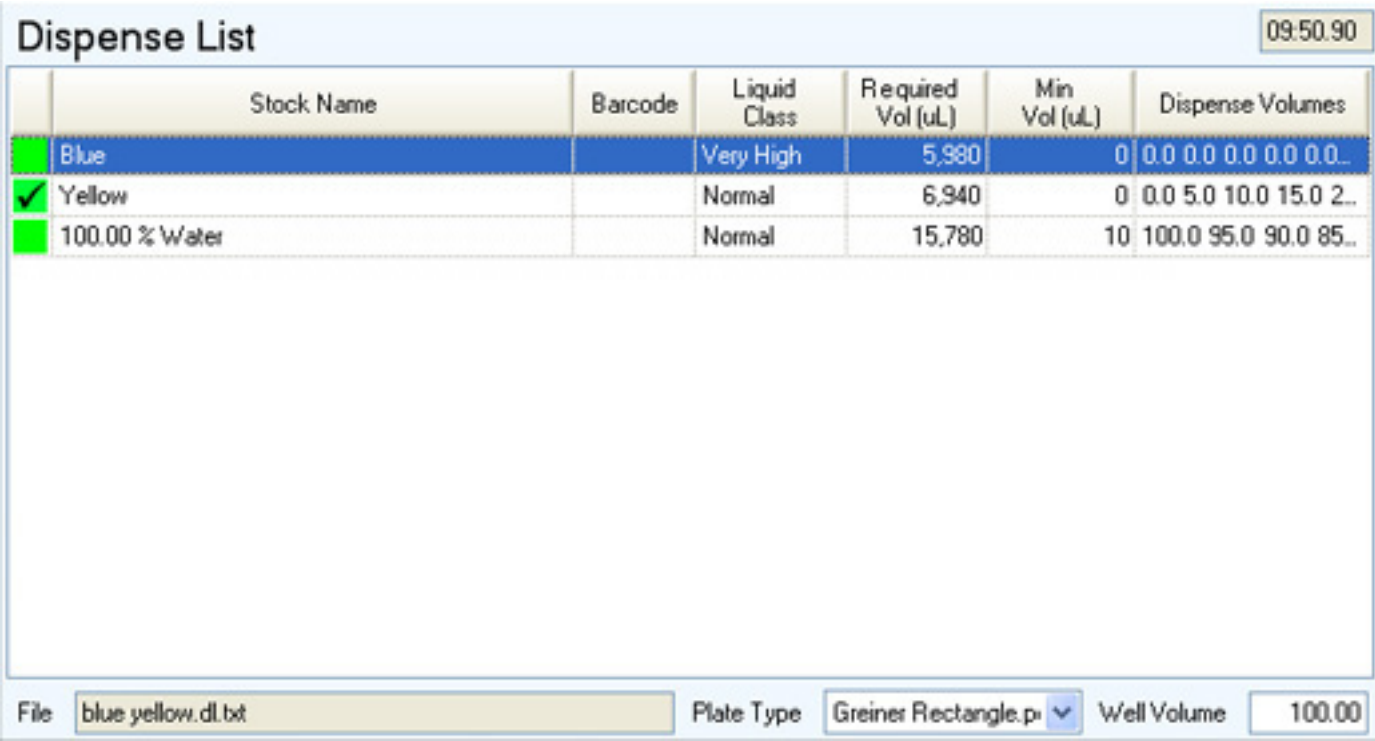 Dispense List 09:50.90
Stock Name Barcode Liquid Class Required Vol (uL) Min Vol (uL) Dispense Volumes
Blue Very High 5,980 0 0.0 0.0 0.0 0.0 0.0...
Yellow Normal 6,940 0 0.0 5.0 10.0 15.0 2...
100.00 % Water Normal 15,780 10 100.0 95.0 90.0 85...
File blue yellow.dl.txt Plate Type Greiner Rectangle.p Well Volume 100.00